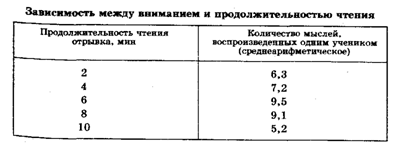 Зависимость между вниманием и продолжительностью чтения
Продолжительность чтения отрывка, мин | Количество мыслей, воспроизведенных одним учеником (среднеарифметическое)
2 | 6,3
4 | 7,2
6 | 9,5
8 | 9,1
10 | 5,2